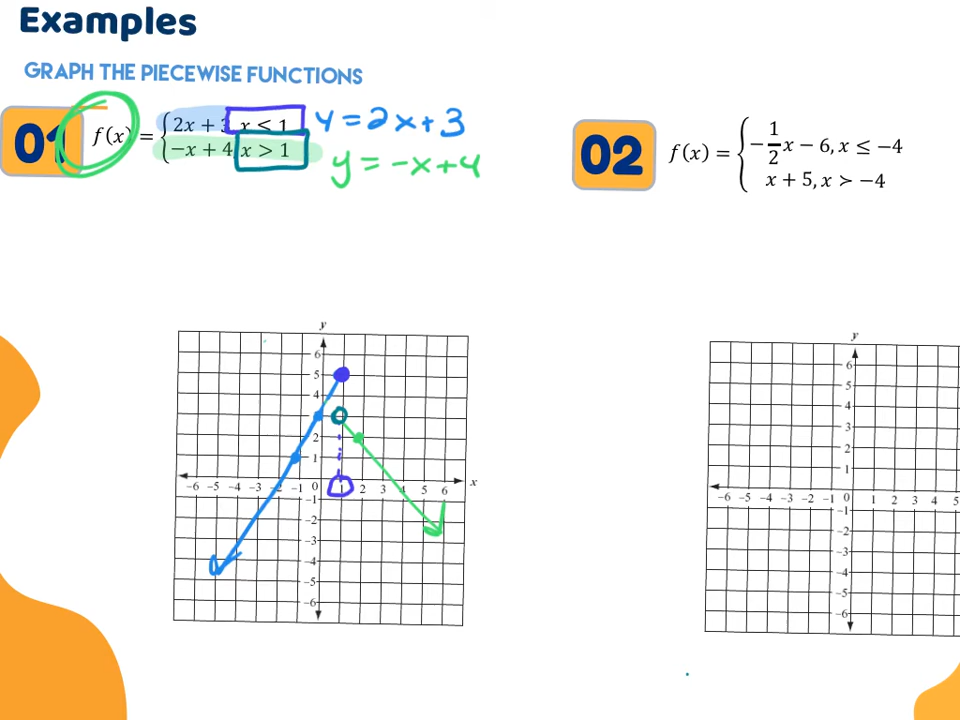 Examples
GRAPH THE PIECEWISE FUNCTIONS
01
f(x) = {
2x + 3, x ≤ 1
−x + 4, x > 1
y = 2x + 3
y = −x + 4
02
f(x) = {
−1/2x − 6, x ≤ −4
x + 5, x > −4
y
6
5
4
2
1
−6 −5 −4 −3 −2 −1 0 1 2 3 4 5 6 x
−1
−2
−3
−4
−5
−6
y
6
5
4
3
2
1
−6 −5 −4 −3 −2 −1 0 1 2 3 4 5
−1
−2
−3
−4
−5
−6